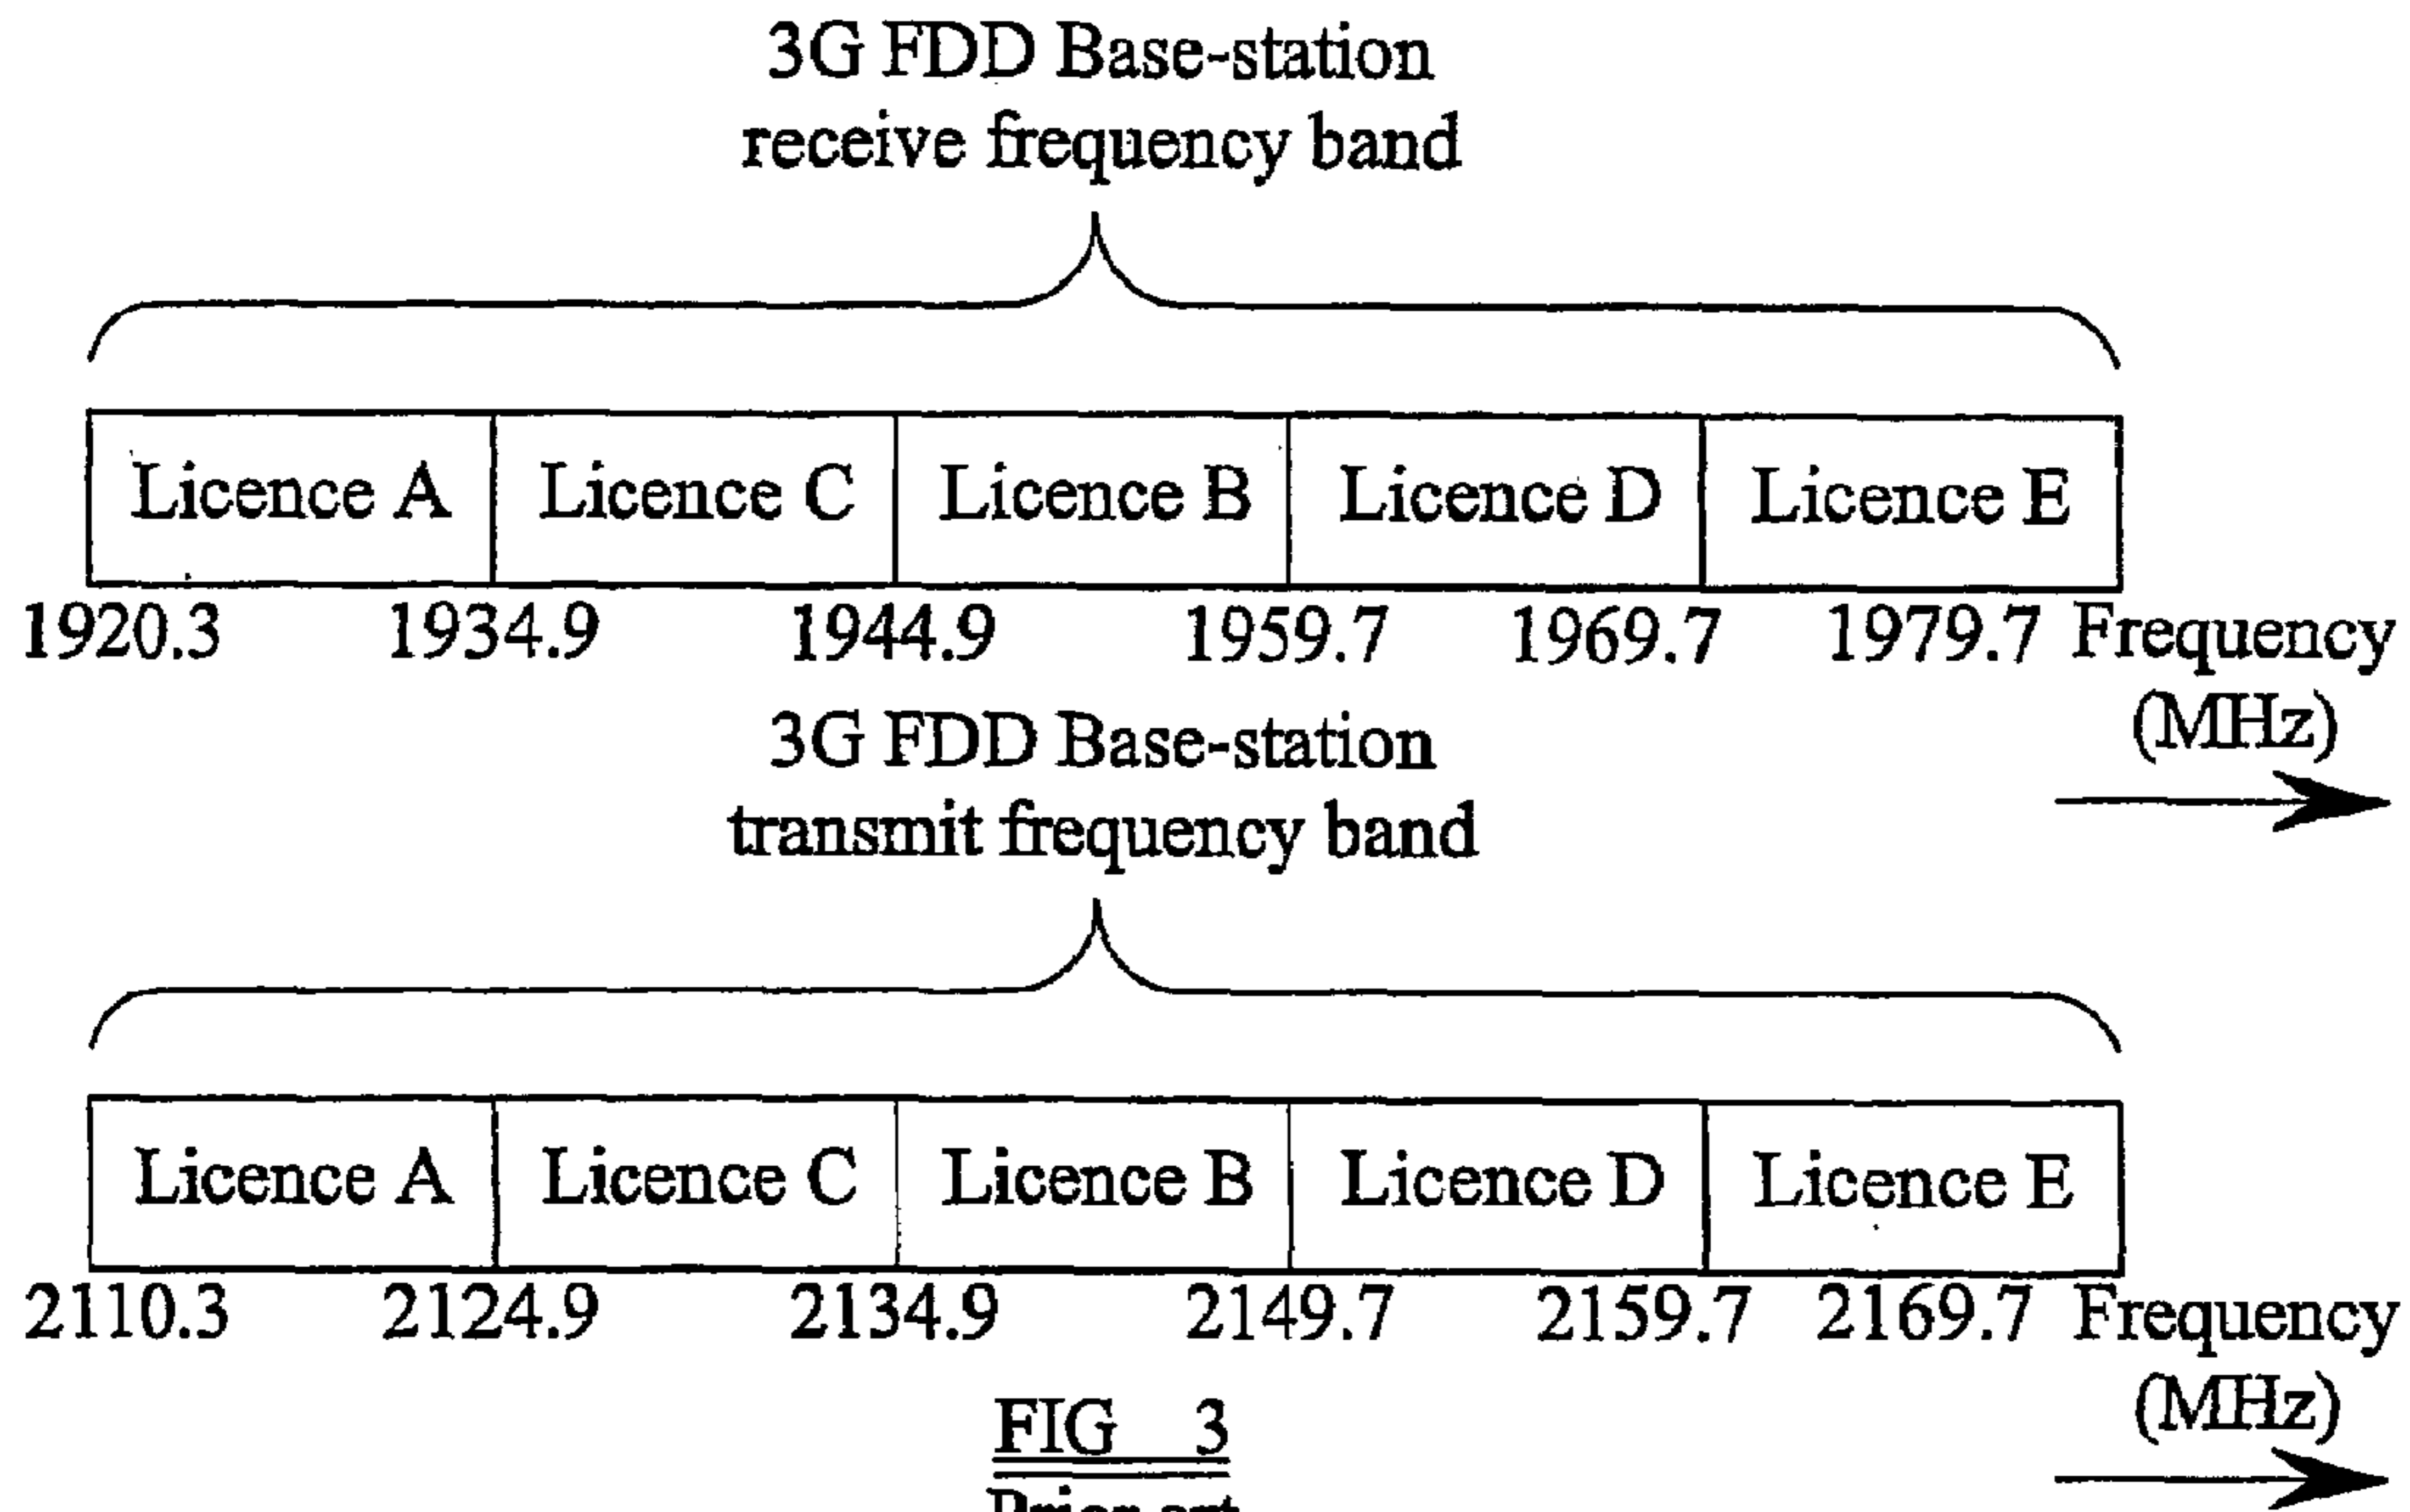 3G FDD Base-station
receive frequency band
Licence A Licence C Licence B Licence D Licence E
1920.3 1934.9 1944.9 1959.7 1969.7 1979.7 Frequency
(MHz)
3G FDD Base-station
transmit frequency band
Licence A Licence C Licence B Licence D Licence E
2110.3 2124.9 2134.9 2149.7 2159.7 2169.7 Frequency
(MHz)
FIG 3
Prior art